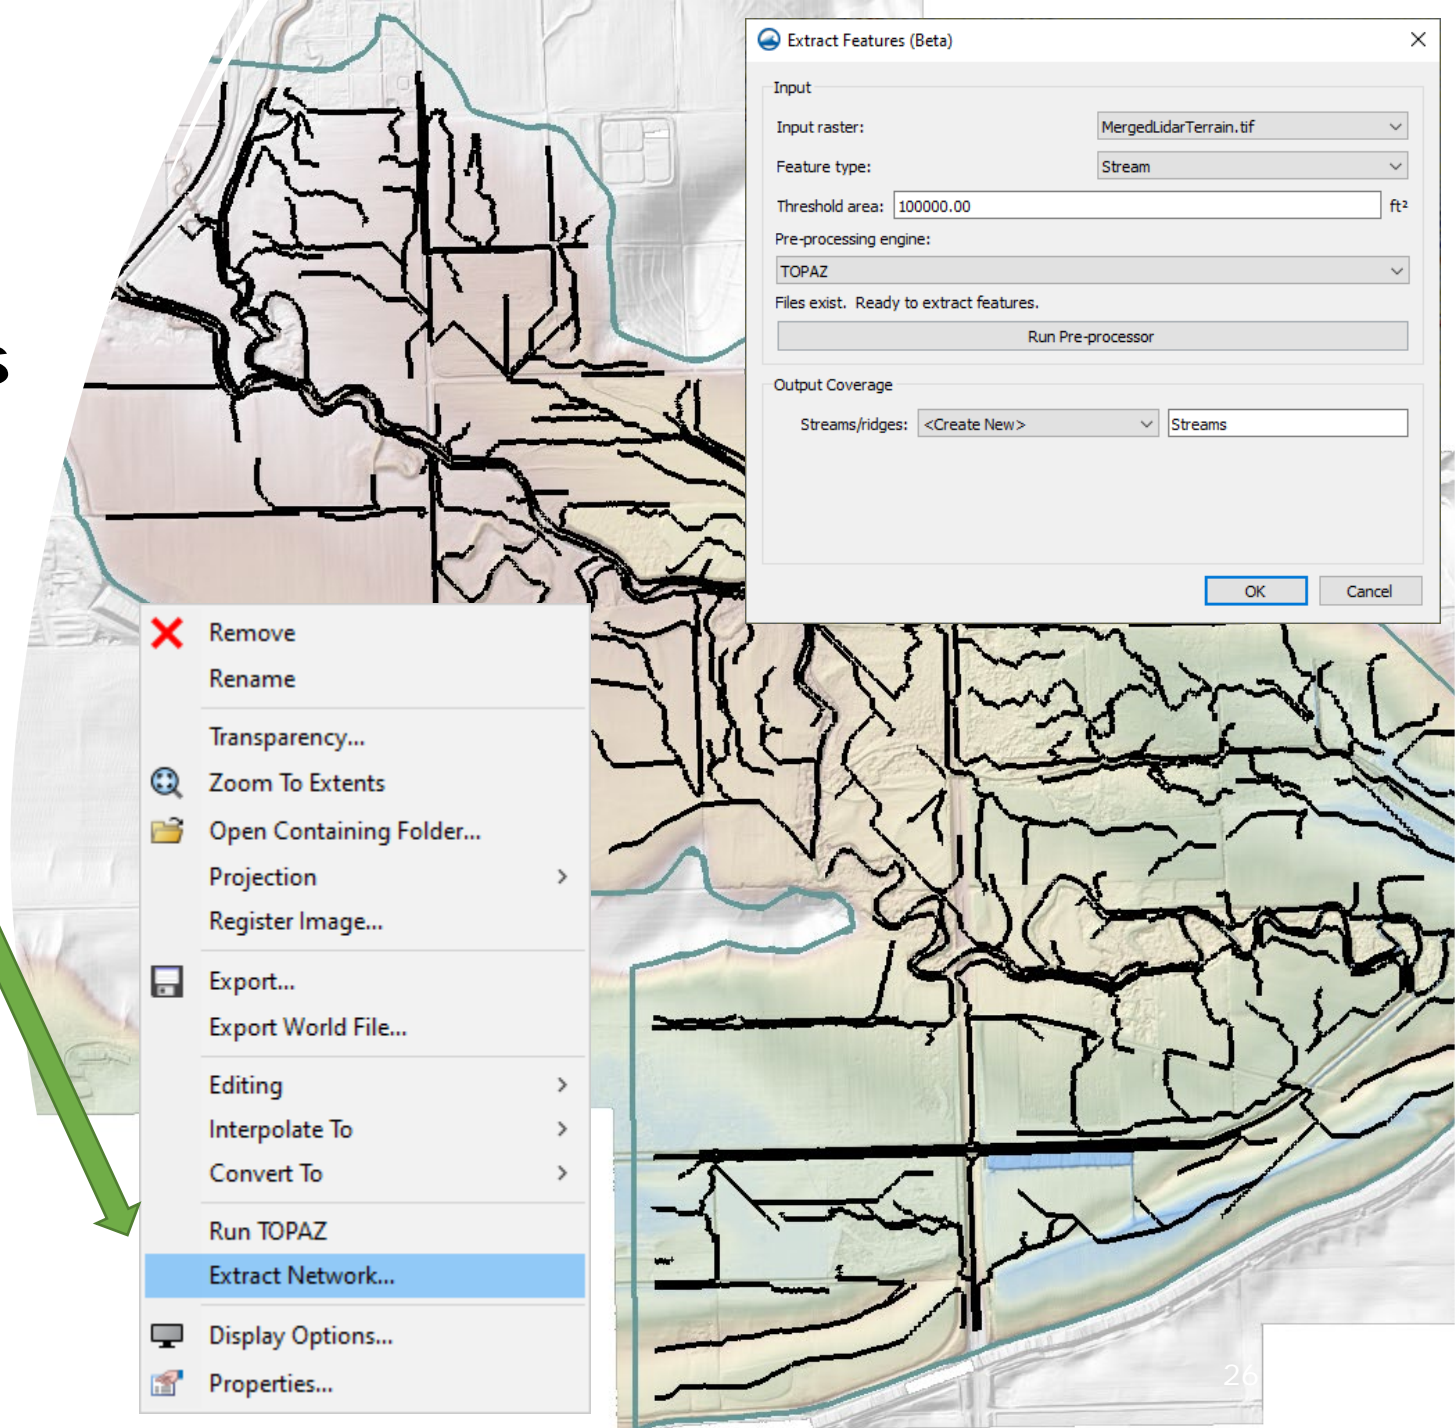 Extract Features (Beta)
Input
Input raster:
MergedLidarTerrain.tif
Feature type:
Stream
Threshold area:
100000.00
ft²
Pre-processing engine:
TOPAZ
Files exist.  Ready to extract features.
Run Pre-processor
Output Coverage
Streams/ridges:
<Create New>
Streams
OK
Cancel
s
Remove
Rename
Transparency...
Zoom To Extents
Open Containing Folder...
Projection
Register Image...
Export...
Export World File...
Editing
Interpolate To
Convert To
Run TOPAZ
Extract Network...
Display Options...
Properties...
26